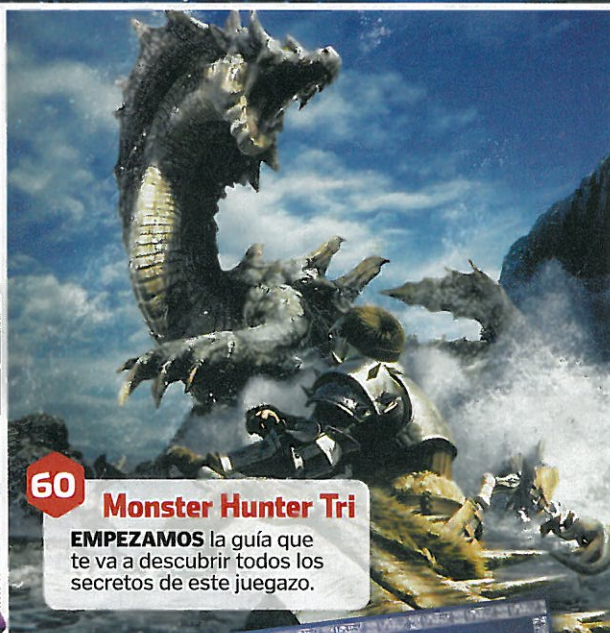 60
Monster Hunter Tri
EMPEZAMOS la guía que
te va a descubrir todos los
secretos de este juegazo.